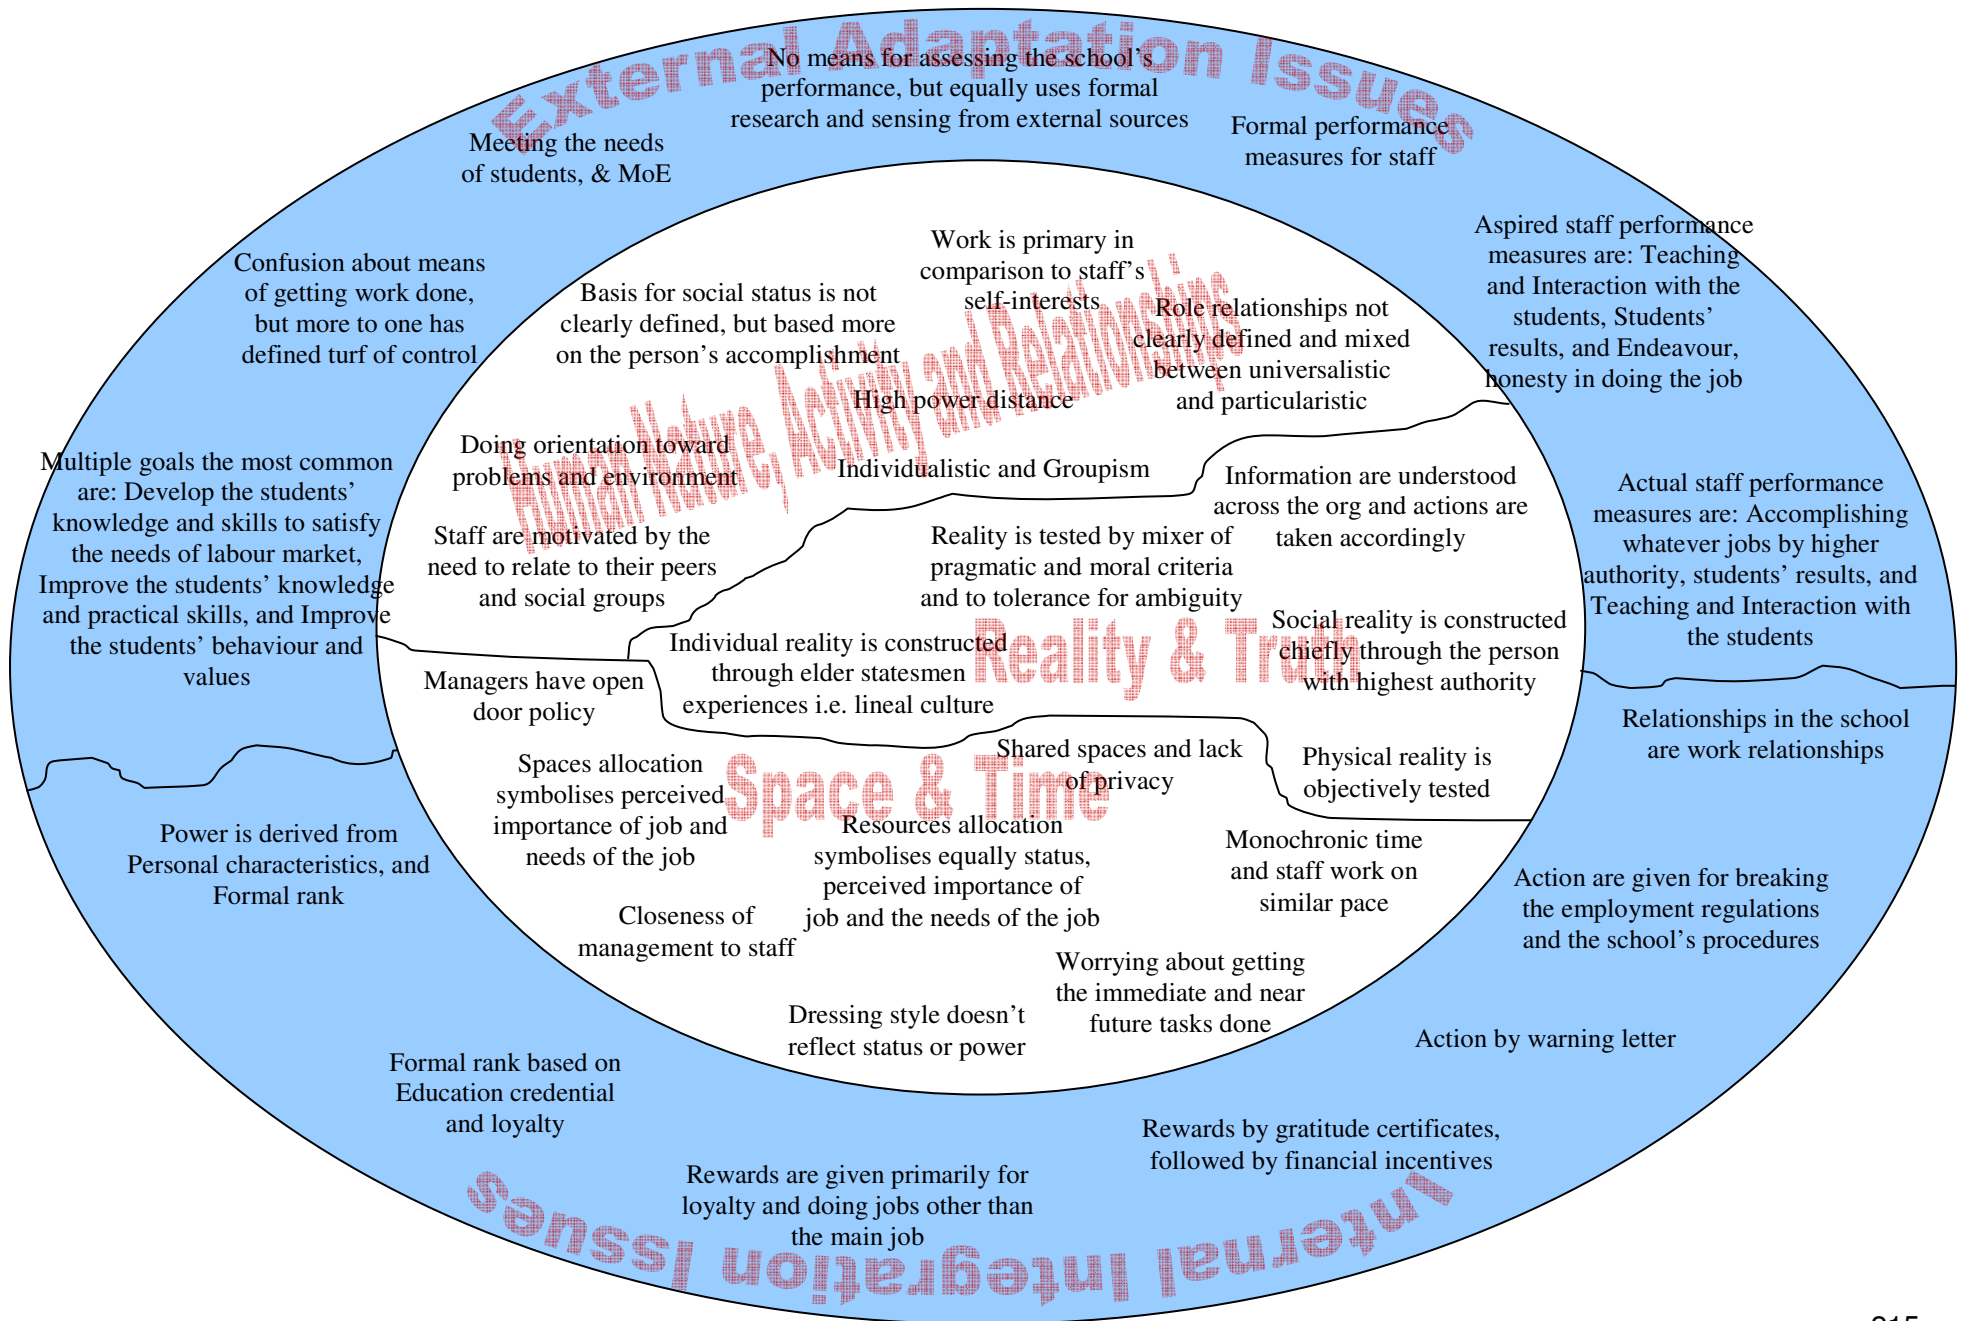 External Adaptation Issues
No means for assessing the school's
performance, but equally uses formal
research and sensing from external sources
Meeting the needs
of students, & MoE
Formal performance
measures for staff
Confusion about means
of getting work done,
but more to one has
defined turf of control
Aspired staff performance
measures are: Teaching
and Interaction with the
students, Students'
results, and Endeavour,
honesty in doing the job
Multiple goals the most common
are: Develop the students'
knowledge and skills to satisfy
the needs of labour market,
Improve the students' knowledge
and practical skills, and Improve
the students' behaviour and
values
Actual staff performance
measures are: Accomplishing
whatever jobs by higher
authority, students' results, and
Teaching and Interaction with
the students
Human Nature, Activity and Relationships
Work is primary in
comparison to staff's
self-interests
Basis for social status is not
clearly defined, but based more
on the person's accomplishment
Role relationships not
clearly defined and mixed
between universalistic
and particularistic
High power distance
Doing orientation toward
problems and environment
Individualistic and Groupism
Staff are motivated by the
need to relate to their peers
and social groups
Reality & Truth
Information are understood
across the org and actions are
taken accordingly
Reality is tested by mixer of
pragmatic and moral criteria
and to tolerance for ambiguity
Individual reality is constructed
through elder statesmen
experiences i.e. lineal culture
Social reality is constructed
chiefly through the person
with highest authority
Physical reality is
objectively tested
Space & Time
Managers have open
door policy
Spaces allocation
symbolises perceived
importance of job and
needs of the job
Shared spaces and lack
of privacy
Resources allocation
symbolises equally status,
perceived importance of
job and the needs of the job
Monochronic time
and staff work on
similar pace
Closeness of
management to staff
Worrying about getting
the immediate and near
future tasks done
Dressing style doesn't
reflect status or power
Relationships in the school
are work relationships
Power is derived from
Personal characteristics, and
Formal rank
Action are given for breaking
the employment regulations
and the school's procedures
Action by warning letter
Formal rank based on
Education credential
and loyalty
Rewards by gratitude certificates,
followed by financial incentives
Rewards are given primarily for
loyalty and doing jobs other than
the main job
Internal Integration Issues